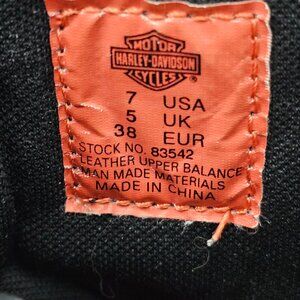 MOTOR
HARLEY-DAVIDSON
CYCLES
7 USA
5 UK
38 EUR
STOCK NO. 83542
LEATHER UPPER BALANCE
MAN MADE MATERIALS
MADE IN CHINA